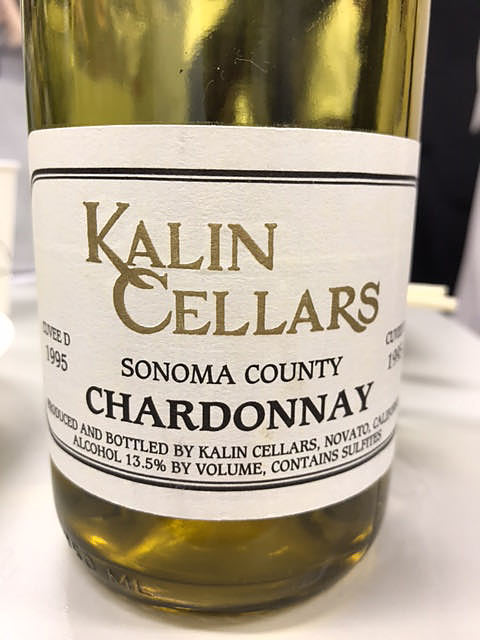 KALIN
CELLARS
CUVEE D
1995
SONOMA COUNTY
CHARDONNAY
PRODUCED AND BOTTLED BY KALIN CELLARS, NOVATO,
ALCOHOL 13.5% BY VOLUME, CONTAINS SULFITES
ML